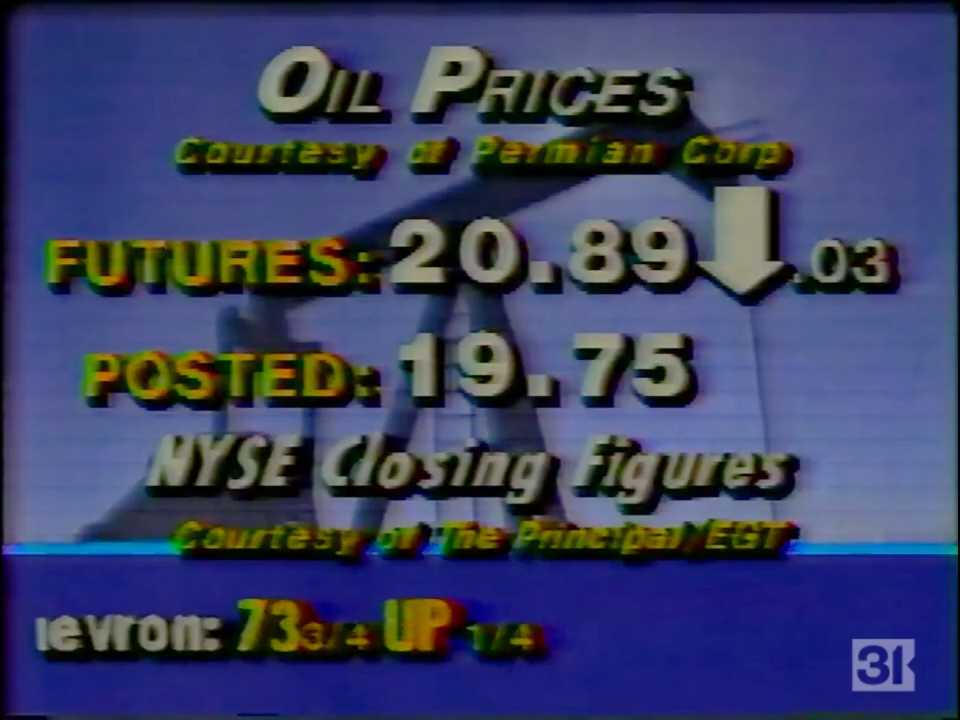 OIL PRICES
Courtesy of Permian Corp
FUTURES: 20.89 ↓ .03
POSTED: 19.75
NYSE Closing Figures
Courtesy of The Principal/EGT
evron: 73 3/4 UP 1/4
31